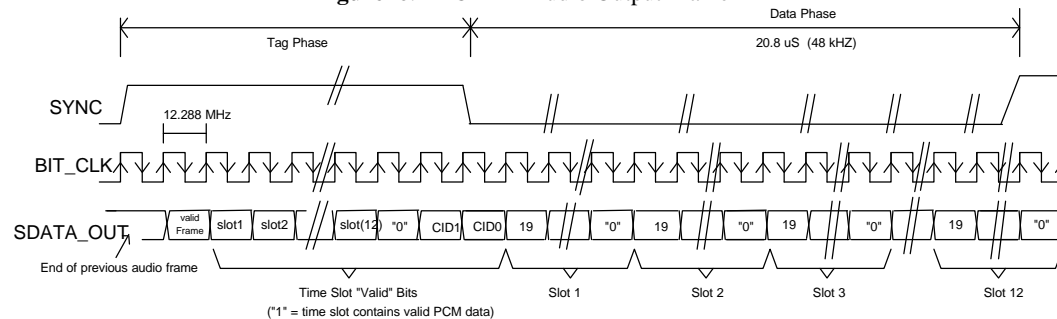 Data Phase
Tag Phase
20.8 uS (48 kHZ)
SYNC
12.288 MHz
BIT_CLK
SDATA_OUT
valid Frame
slot1
slot2
slot(12)
"0"
CID1
CID0
19
"0"
19
"0"
19
"0"
19
"0"
End of previous audio frame
Time Slot "Valid" Bits
("1" = time slot contains valid PCM data)
Slot 1
Slot 2
Slot 3
Slot 12